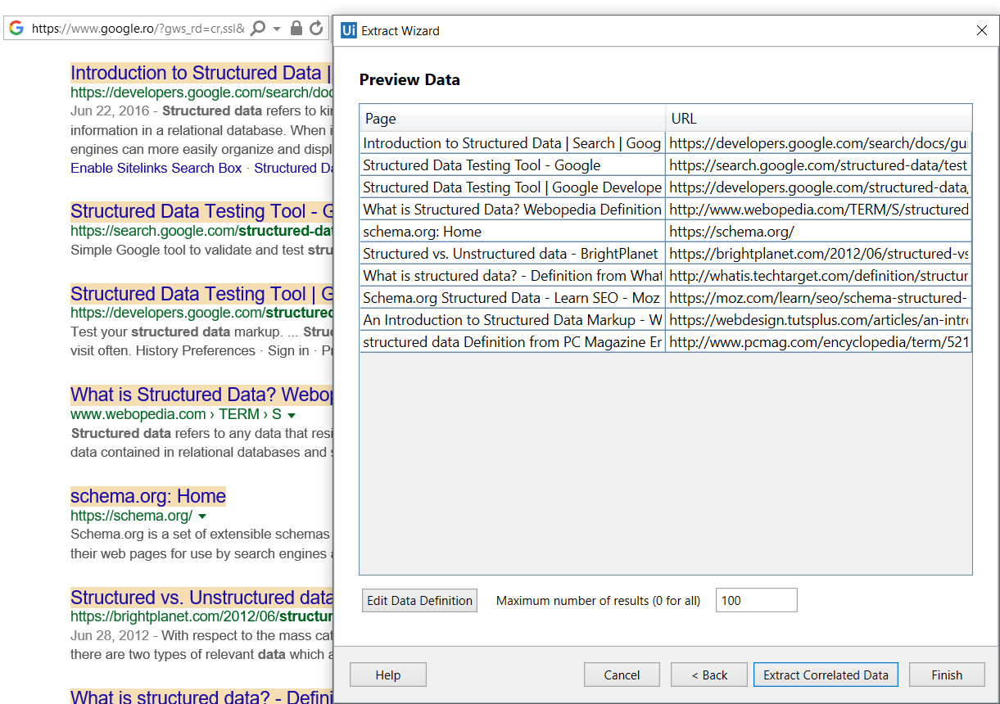 https://www.google.ro/?gws_rd=cr,ssl&
Introduction to Structured Data |
https://developers.google.com/search/doc
Jun 22, 2016 - Structured data refers to kin
information in a relational database. When i
engines can more easily organize and displ
Enable Sitelinks Search Box · Structured Da
Structured Data Testing Tool - G
https://search.google.com/structured-dat
Simple Google tool to validate and test stru
Structured Data Testing Tool | G
https://developers.google.com/structured
Test your structured data markup. ... Struc
visit often. History Preferences · Sign in · Pr
What is Structured Data? Webop
www.webopedia.com › TERM › S
Structured data refers to any data that resi
data contained in relational databases and s
schema.org: Home
https://schema.org/
Schema.org is a set of extensible schemas
their web pages for use by search engines a
Structured vs. Unstructured data
https://brightplanet.com/2012/06/structur
Jun 28, 2012 - With respect to the mass cat
there are two types of relevant data which a
What is structured data? - Defini
Ui Extract Wizard
Preview Data
Page URL
Introduction to Structured Data | Search | Goog https://developers.google.com/search/docs/gui
Structured Data Testing Tool - Google https://search.google.com/structured-data/test
Structured Data Testing Tool | Google Develope https://developers.google.com/structured-data,
What is Structured Data? Webopedia Definition http://www.webopedia.com/TERM/S/structured
schema.org: Home https://schema.org/
Structured vs. Unstructured data - BrightPlanet https://brightplanet.com/2012/06/structured-vs
What is structured data? - Definition from What http://whatis.techtarget.com/definition/structur
Schema.org Structured Data - Learn SEO - Moz https://moz.com/learn/seo/schema-structured-
An Introduction to Structured Data Markup - W https://webdesign.tutsplus.com/articles/an-intro
structured data Definition from PC Magazine En http://www.pcmag.com/encyclopedia/term/521
Edit Data Definition Maximum number of results (0 for all) 100
Help Cancel < Back Extract Correlated Data Finish